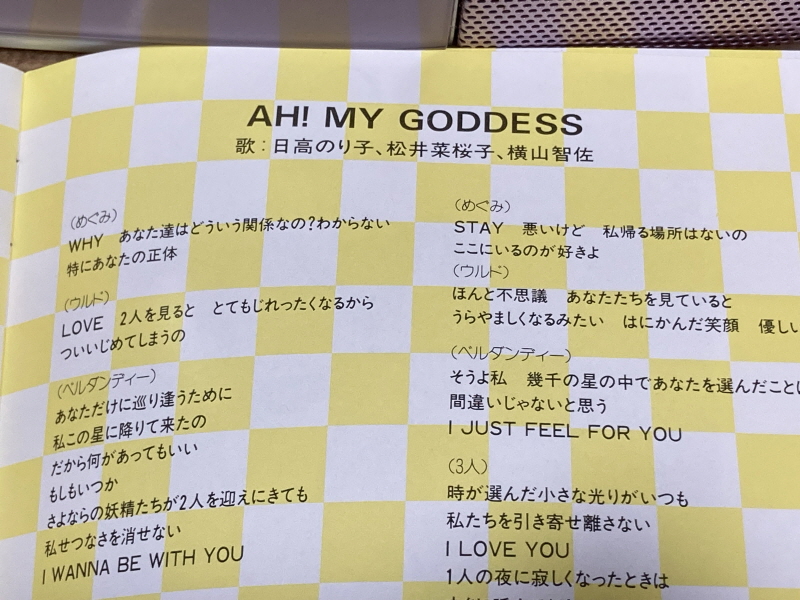 AH! MY GODDESS
歌：日高のり子、松井菜桜子、横山智佐
（めぐみ）
WHY　あなた達はどういう関係なの?わからない
特にあなたの正体
（ウルド）
LOVE　2人を見ると　とてもじれったくなるから
ついいじめてしまうの
（ベルダンディー）
あなただけに巡り逢うために
私この星に降りて来たの
だから何があってもいい
もしもいつか
さよならの妖精たちが2人を迎えにきても
私せつなさを消せない
I WANNA BE WITH YOU
（めぐみ）
STAY　悪いけど　私帰る場所はないの
ここにいるのが好きよ
（ウルド）
ほんと不思議　あなたたちを見ていると
うらやましくなるみたい　はにかんだ笑顔　優しい
（ベルダンディー）
そうよ私　幾千の星の中であなたを選んだこと
間違いじゃないと思う
I JUST FEEL FOR YOU
（3人）
時が選んだ小さな光りがいつも
私たちを引き寄せ離さない
I LOVE YOU
1人の夜に寂しくなったときは